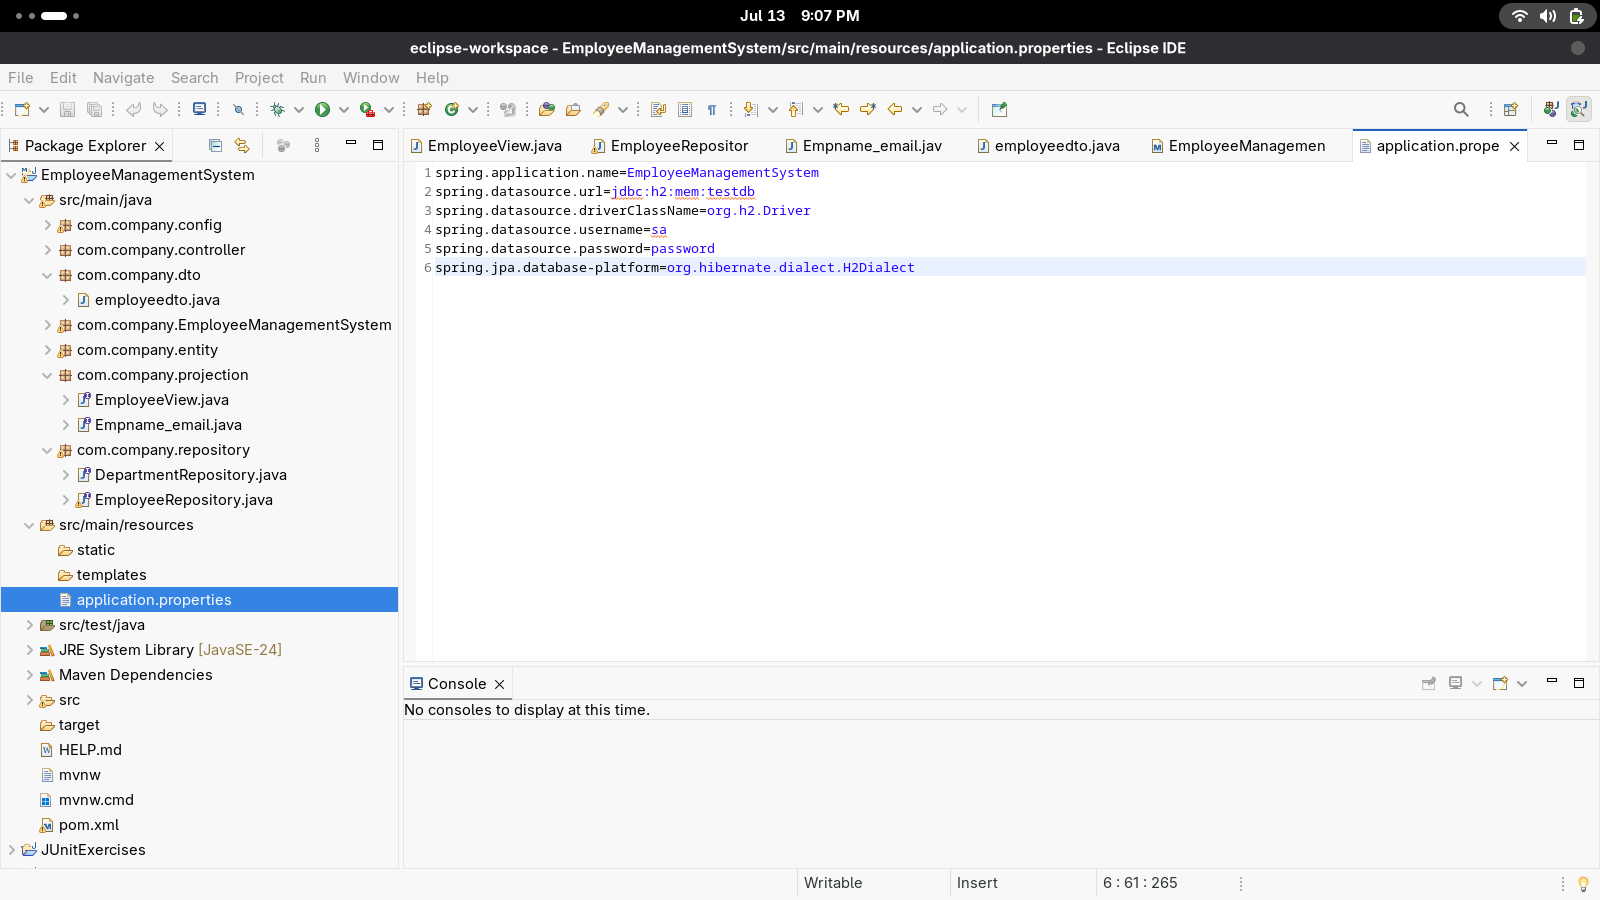 Jul 13 9:07 PM
eclipse-workspace - EmployeeManagementSystem/src/main/resources/application.properties - Eclipse IDE
File Edit Navigate Search Project Run Window Help
Package Explorer
EmployeeManagementSystem
src/main/java
com.company.config
com.company.controller
com.company.dto
employeedto.java
com.company.EmployeeManagementSystem
com.company.entity
com.company.projection
EmployeeView.java
Empname_email.java
com.company.repository
DepartmentRepository.java
EmployeeRepository.java
src/main/resources
static
templates
application.properties
src/test/java
JRE System Library [JavaSE-24]
Maven Dependencies
src
target
HELP.md
mvnw
mvnw.cmd
pom.xml
JUnitExercises
EmployeeView.java EmployeeRepositor Empname_email.jav employeedto.java EmployeeManagemen application.prope
1 spring.application.name=EmployeeManagementSystem
2 spring.datasource.url=jdbc:h2:mem:testdb
3 spring.datasource.driverClassName=org.h2.Driver
4 spring.datasource.username=sa
5 spring.datasource.password=password
6 spring.jpa.database-platform=org.hibernate.dialect.H2Dialect
Console
No consoles to display at this time.
Writable Insert 6 : 61 : 265